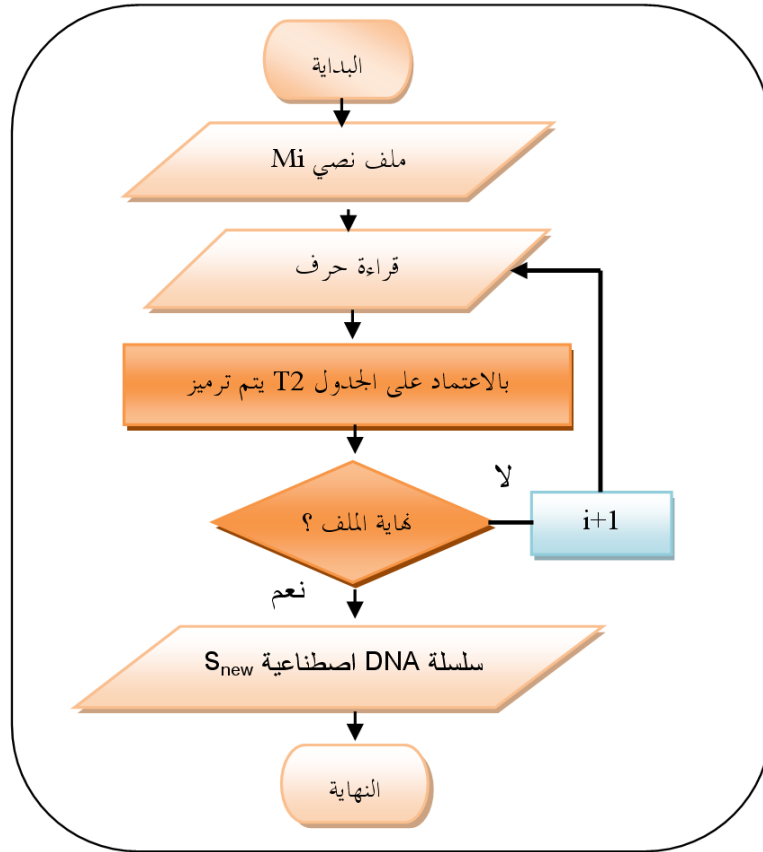 البداية
ملف نصي Mi
قراءة حرف
بالاعتماد على الجدول T2 يتم ترميز
نهاية الملف ؟
لا
i+1
نعم
سلسلة DNA اصطناعية Snew
النهاية